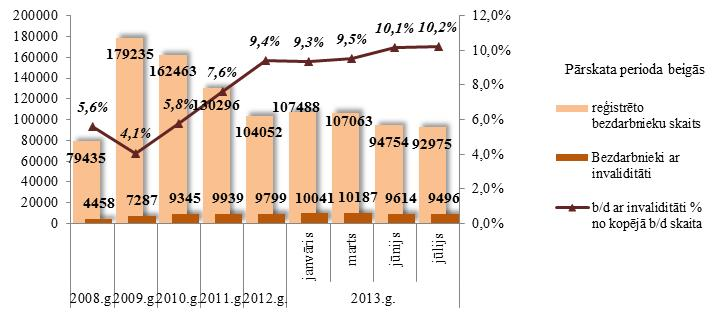 200000
180000
160000
140000
120000
100000
80000
60000
40000
20000
0
12,0%
10,0%
8,0%
6,0%
4,0%
2,0%
0,0%
5,6%
4,1%
5,8%
7,6%
9,4%
9,3%
9,5%
10,1%
10,2%
79435
179235
162463
130296
104052
107488
107063
94754
92975
4458
7287
9345
9939
9799
10041
10187
9614
9496
janvāris
marts
jūnijs
jūlijs
2008.g.
2009.g.
2010.g.
2011.g.
2012.g.
2013.g.
Pārskata perioda beigās
reģistrēto
bezdarbnieku skaits
Bezdarbnieki ar
invaliditāti
b/d ar invaliditāti %
no kopējā b/d skaita